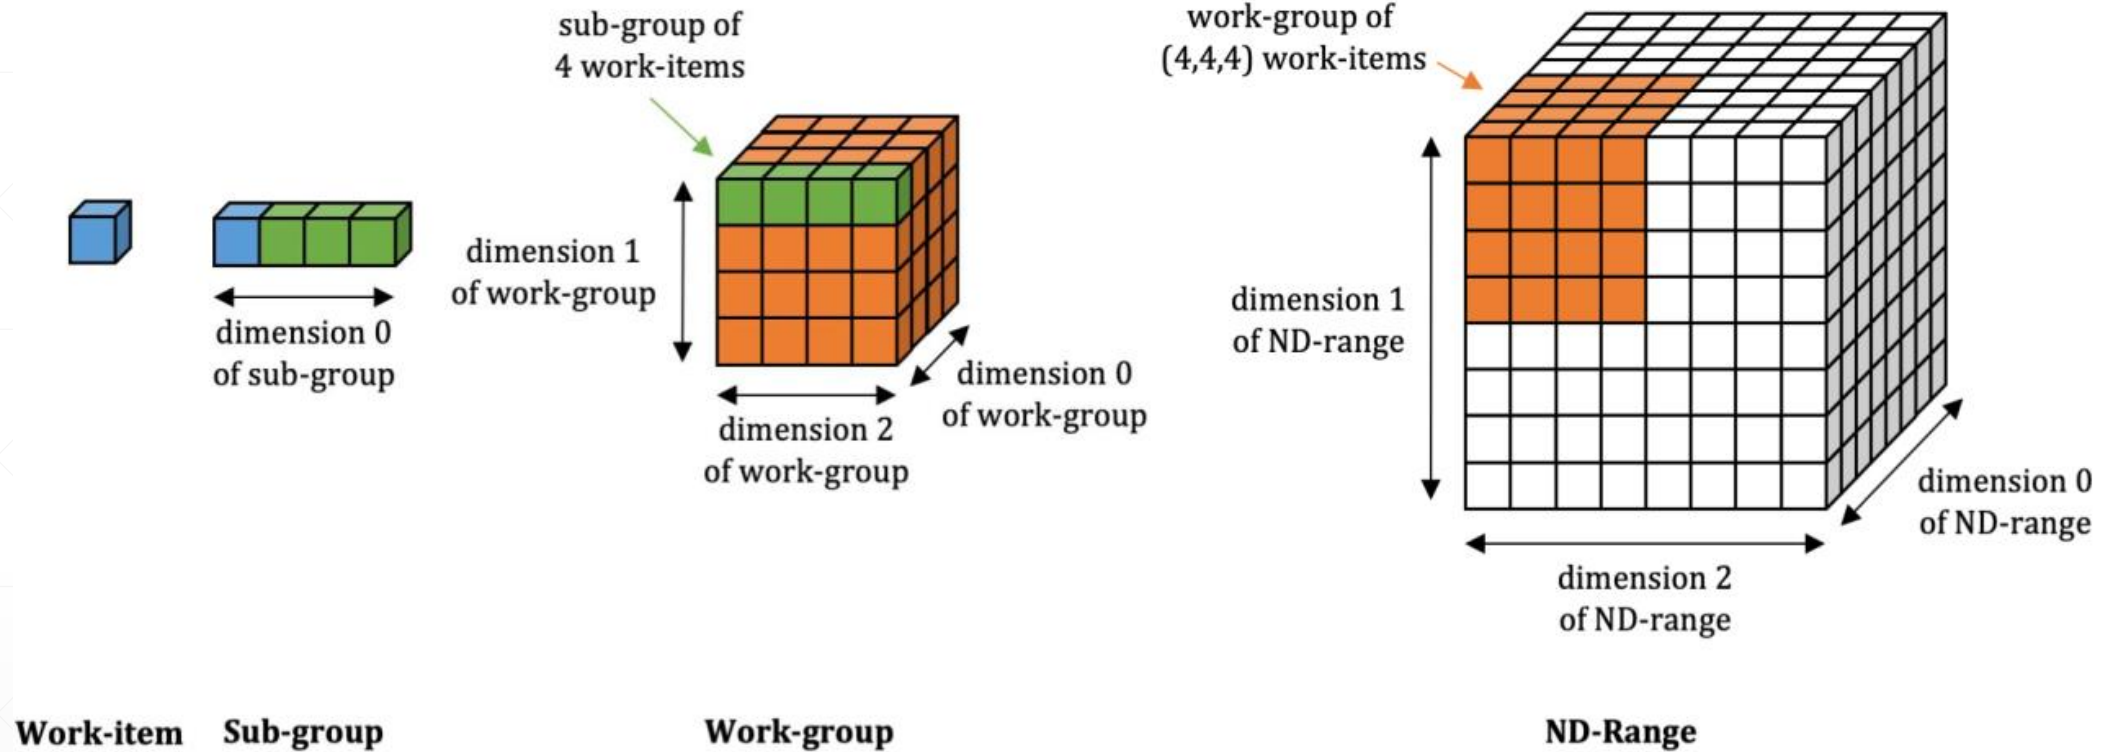 sub-group of
4 work-items
work-group of
(4,4,4) work-items
dimension 0
of sub-group
dimension 1
of work-group
dimension 2
of work-group
dimension 0
of work-group
dimension 1
of ND-range
dimension 2
of ND-range
dimension 0
of ND-range
Work-item
Sub-group
Work-group
ND-Range